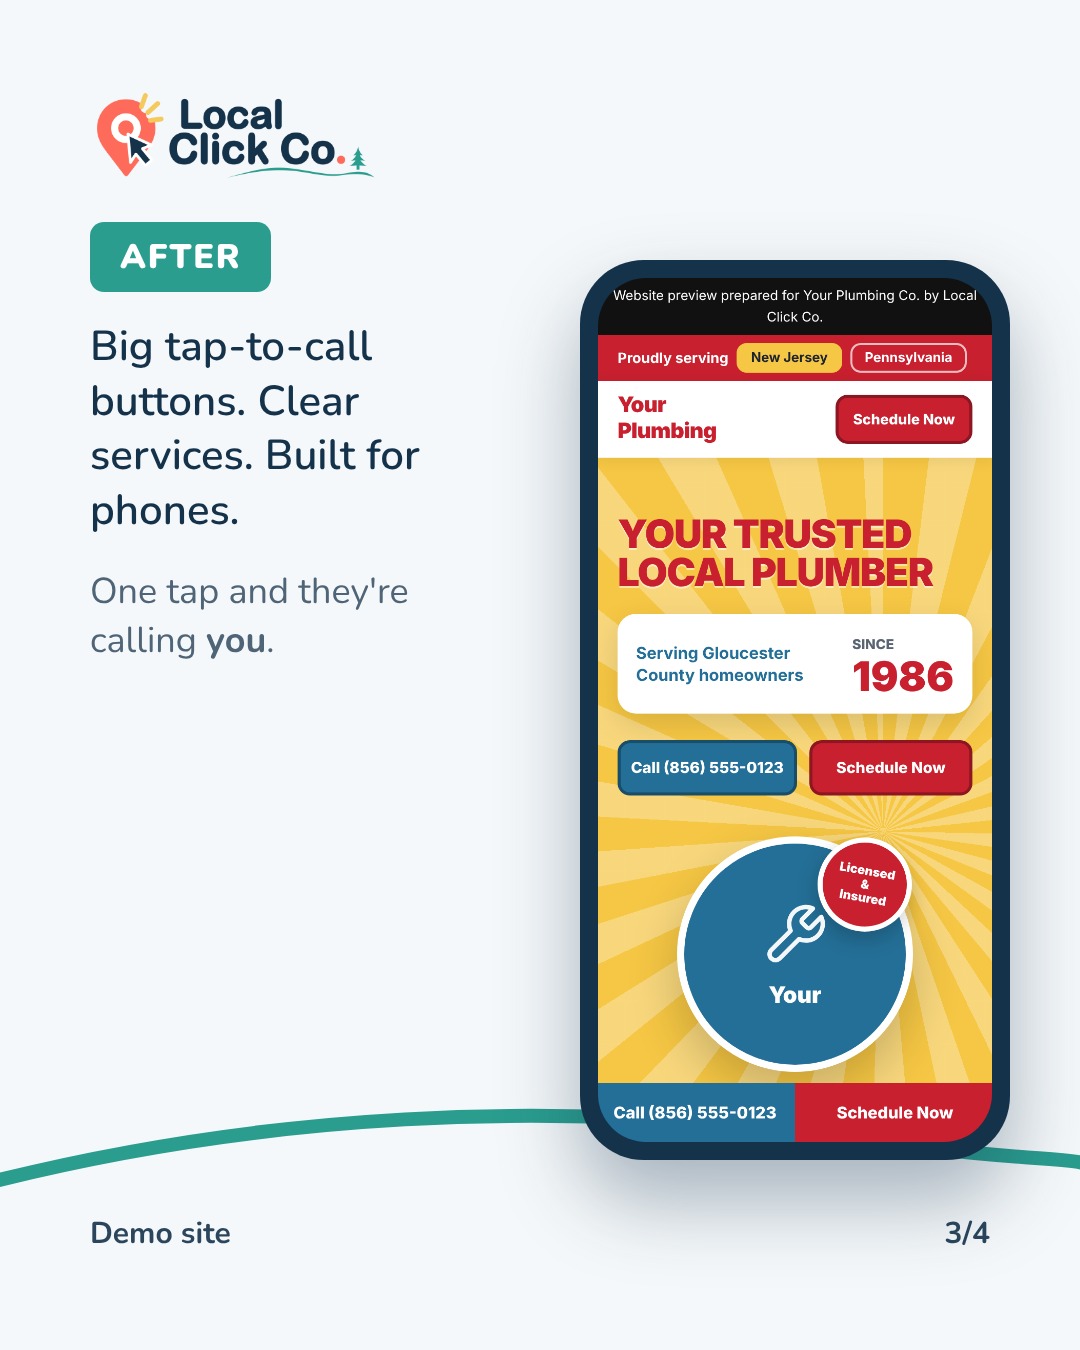 Local
Click Co.
AFTER
Big tap-to-call
buttons. Clear
services. Built for
phones.
One tap and they're
calling you.
Website preview prepared for Your Plumbing Co. by Local
Click Co.
Proudly serving New Jersey Pennsylvania
Your
Plumbing
Schedule Now
YOUR TRUSTED
LOCAL PLUMBER
Serving Gloucester
County homeowners
SINCE
1986
Call (856) 555-0123 Schedule Now
Licensed
&
Insured
Your
Call (856) 555-0123 Schedule Now
Demo site 3/4